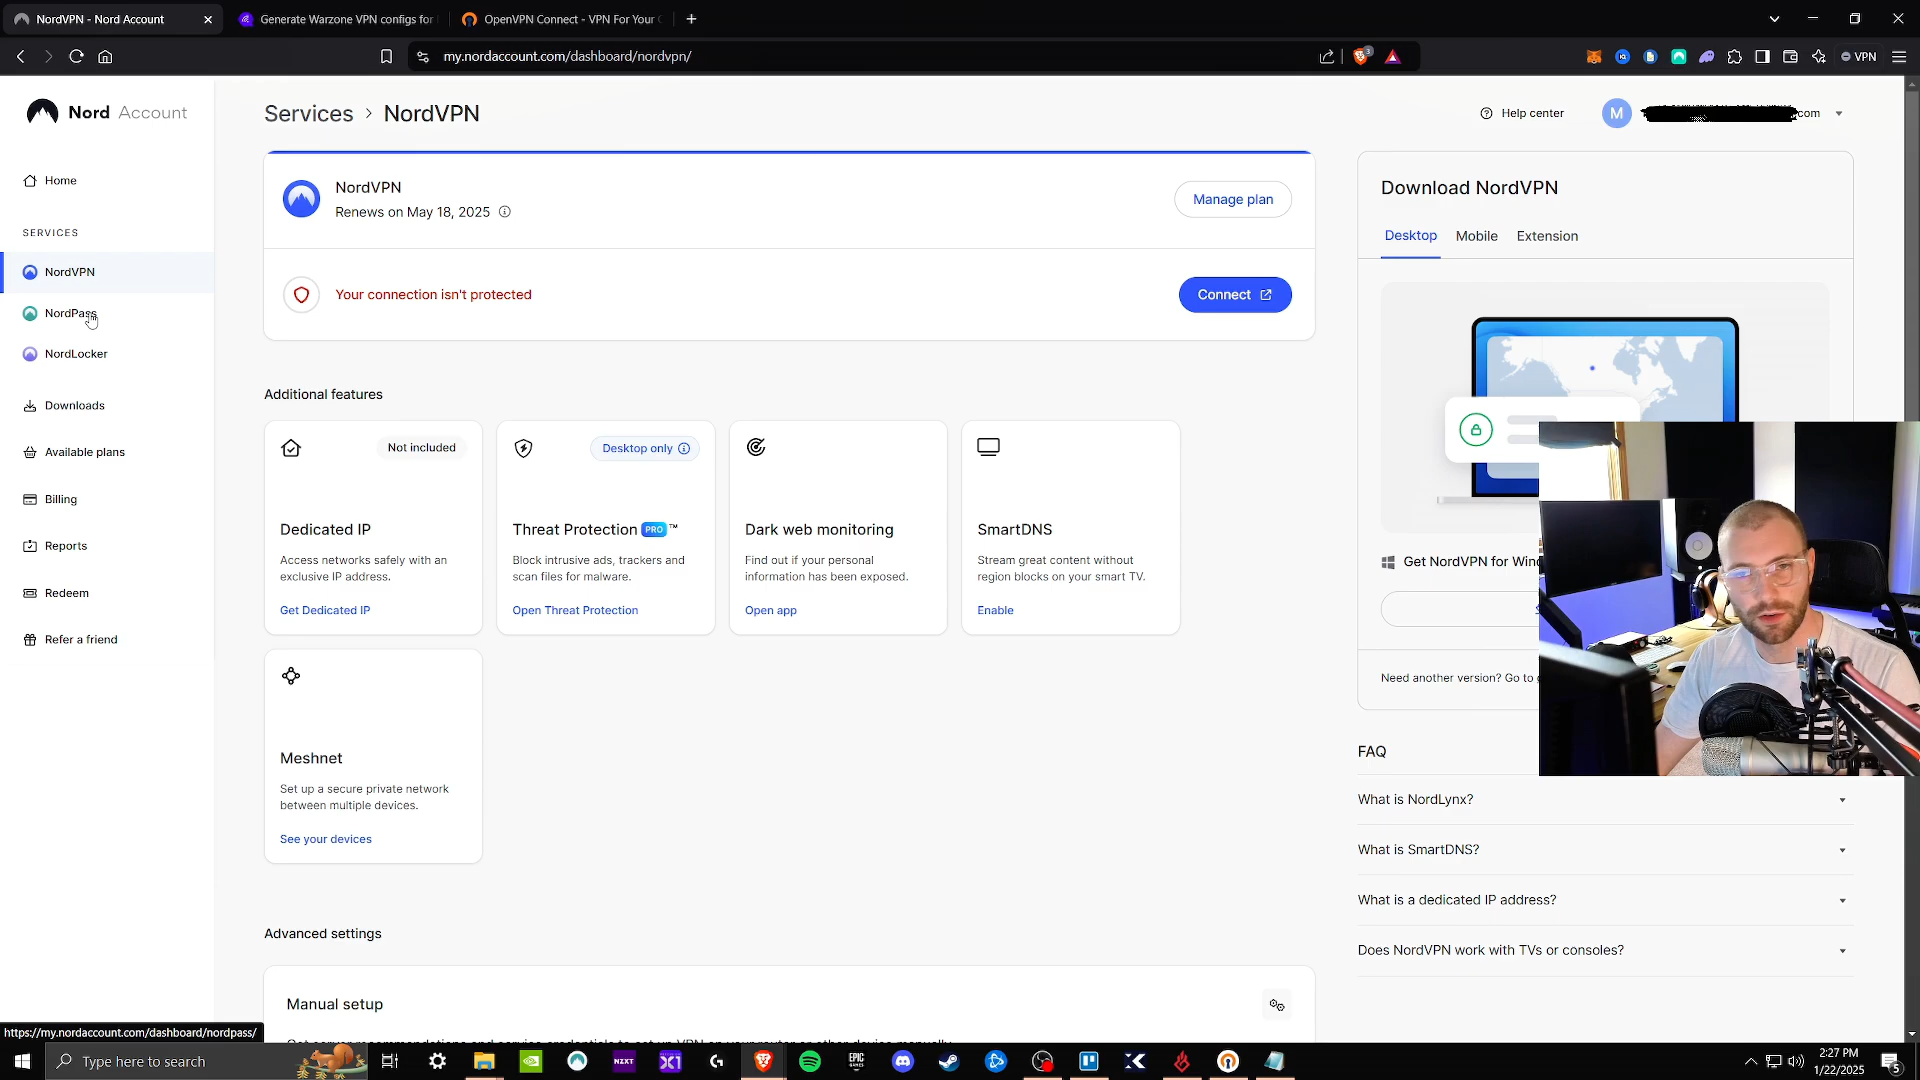 NordVPN - Nord Account
Generate Warzone VPN configs for
OpenVPN Connect - VPN For Your
my.nordaccount.com/dashboard/nordvpn/
3
VPN
Nord Account
Services > NordVPN
Help center
M
com
Home
SERVICES
NordVPN
NordPass
NordLocker
Downloads
Available plans
Billing
Reports
Redeem
Refer a friend
NordVPN
Renews on May 18, 2025
Manage plan
Your connection isn't protected
Connect
Additional features
Not included
Dedicated IP
Access networks safely with an
exclusive IP address.
Get Dedicated IP
Desktop only
Threat Protection PRO ™
Block intrusive ads, trackers and
scan files for malware.
Open Threat Protection
Dark web monitoring
Find out if your personal
information has been exposed.
Open app
SmartDNS
Stream great content without
region blocks on your smart TV.
Enable
Meshnet
Set up a secure private network
between multiple devices.
See your devices
Advanced settings
Manual setup
Download NordVPN
Desktop
Mobile
Extension
Get NordVPN for
Need another version? Go to
FAQ
What is NordLynx?
What is SmartDNS?
What is a dedicated IP address?
Does NordVPN work with TVs or consoles?
https://my.nordaccount.com/dashboard/nordpass/
Type here to search
NZXT
X1
EPIC
GAMES
2:27 PM
1/22/2025
5